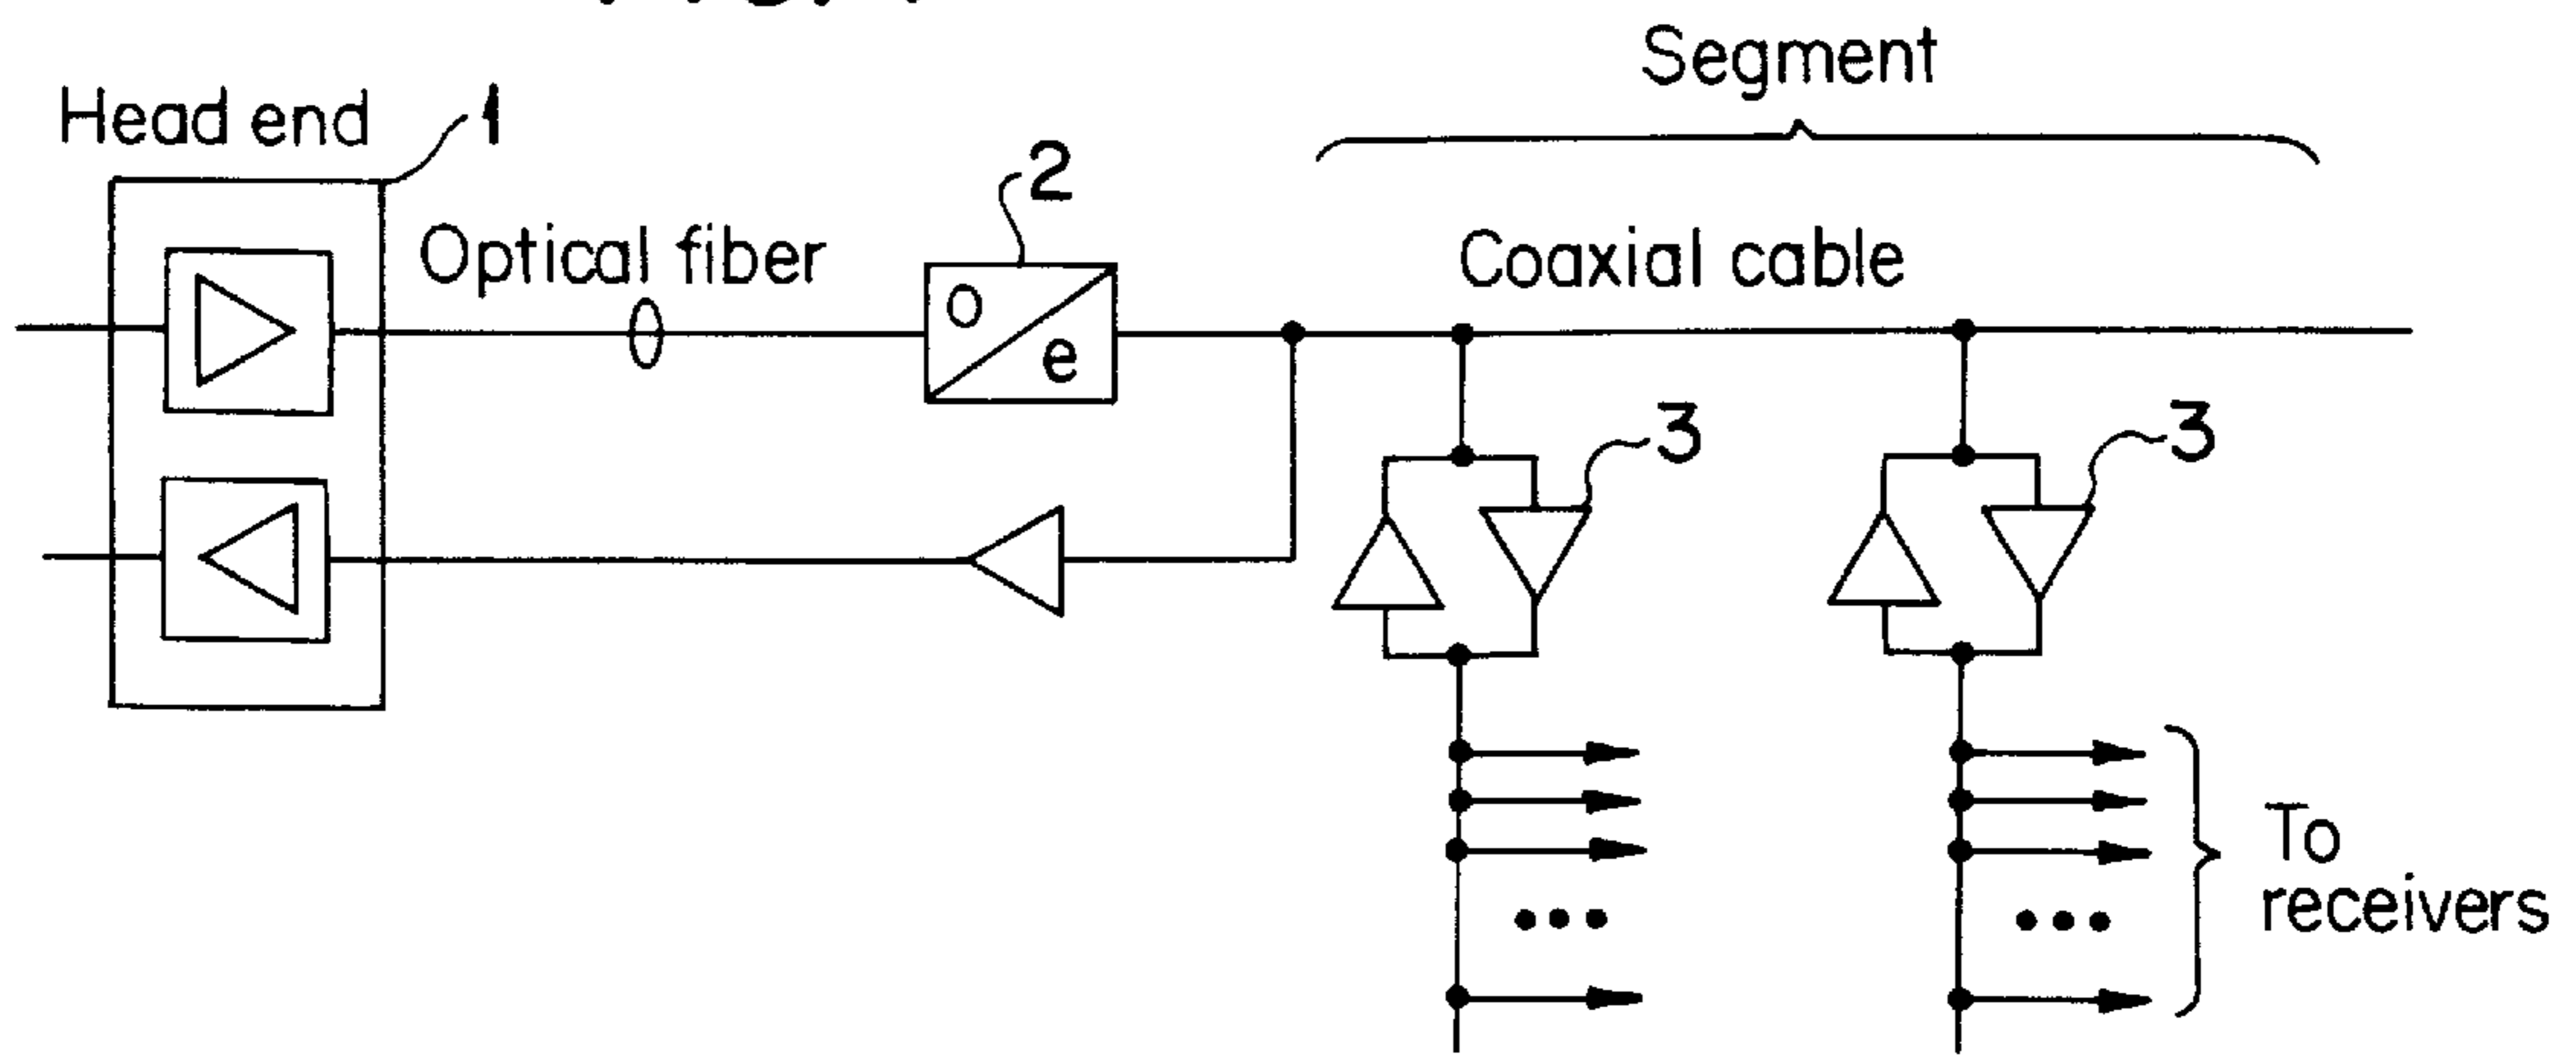 Segment
Head end
1
2
Optical fiber
Coaxial cable
o
e
3
3
To
receivers